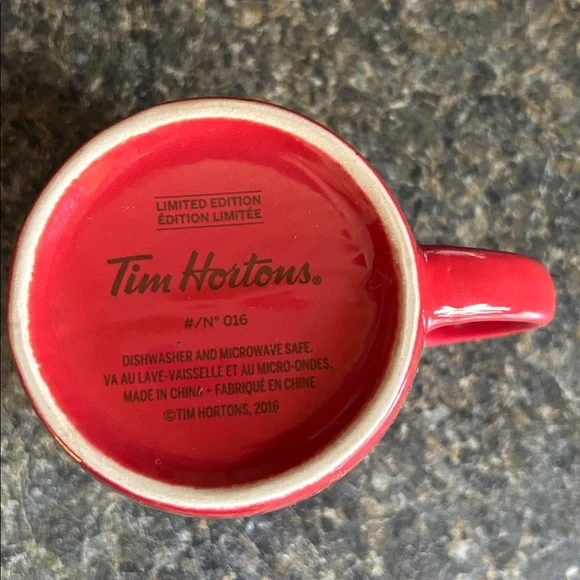 LIMITED EDITION
ÉDITION LIMITÉE
Tim Hortons®
#/N° 016
DISHWASHER AND MICROWAVE SAFE.
VA AU LAVE-VAISSELLE ET AU MICRO-ONDES.
MADE IN CHINA • FABRIQUÉ EN CHINE
©TIM HORTONS, 2016